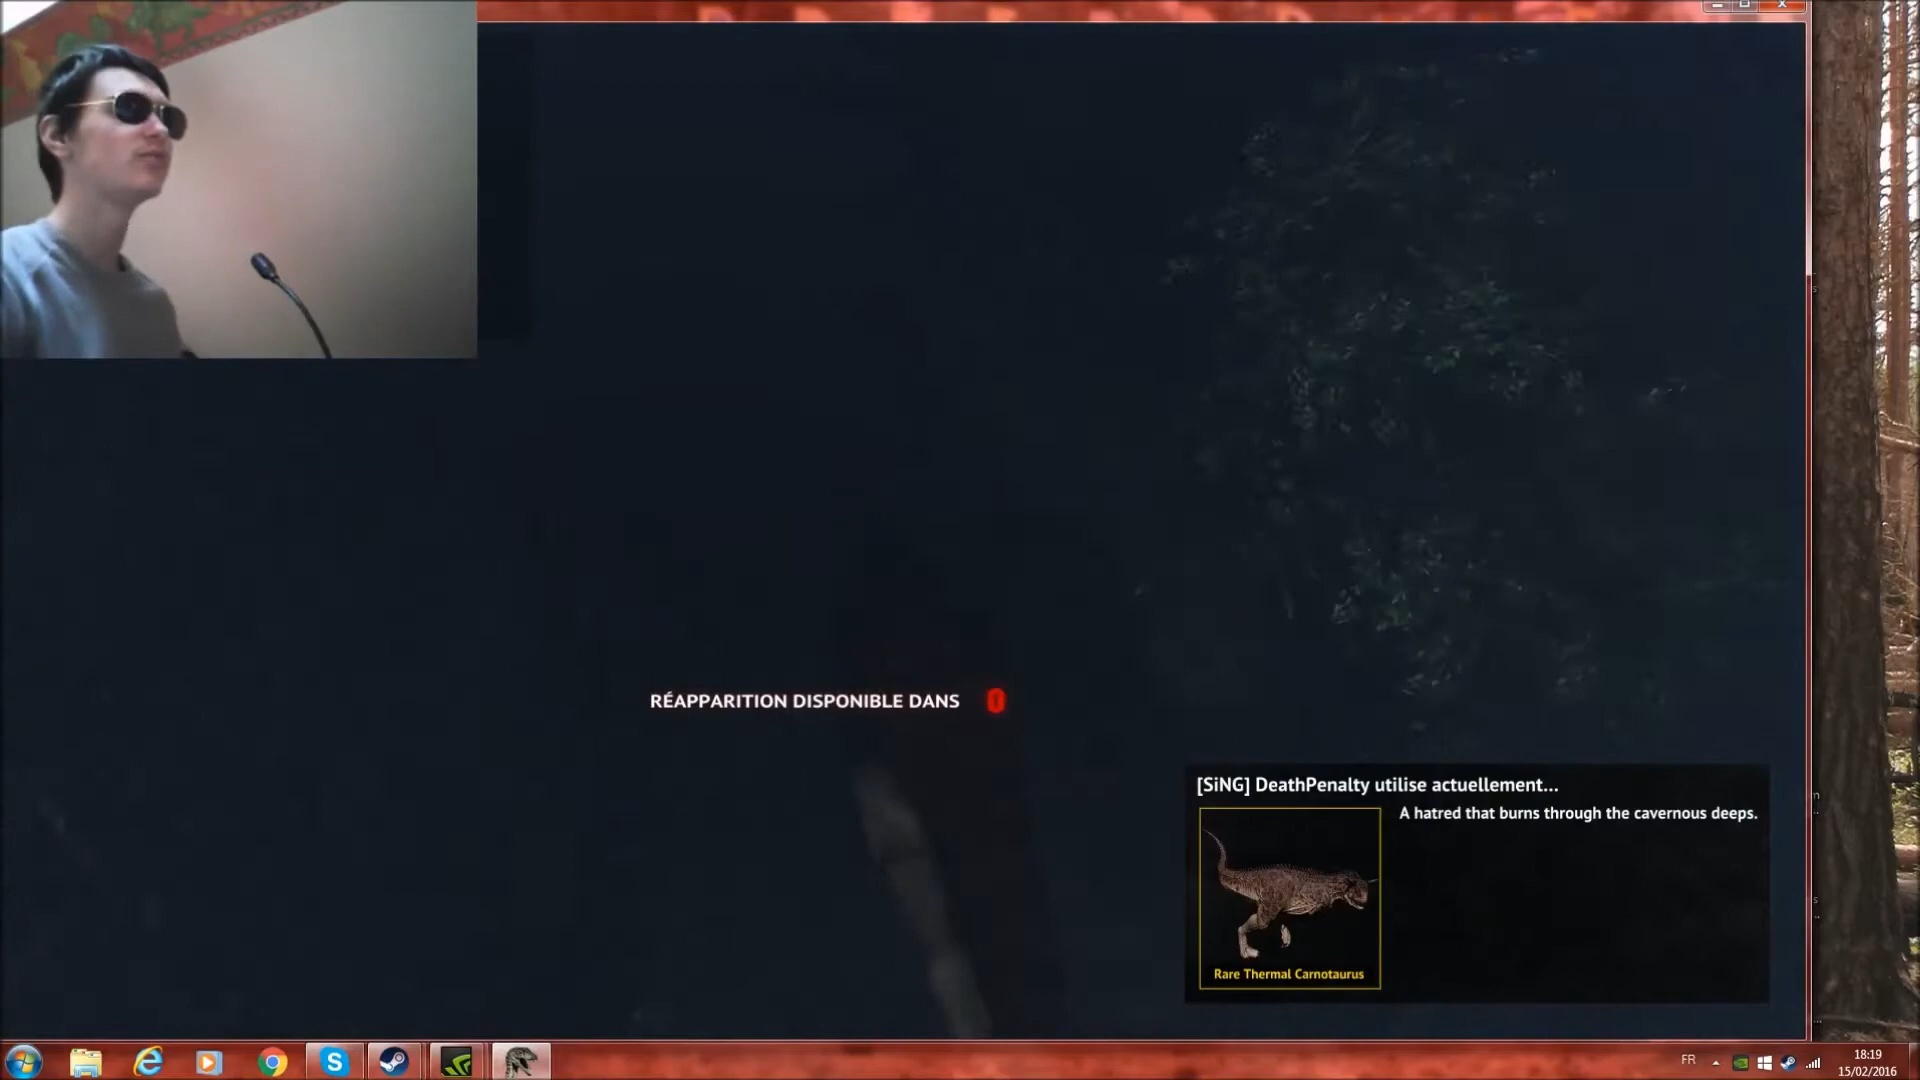 RÉAPPARITION DISPONIBLE DANS 0
[SiNG] DeathPenalty utilise actuellement...
A hatred that burns through the cavernous deeps.
Rare Thermal Carnotaurus
FR
18:19
15/02/2016